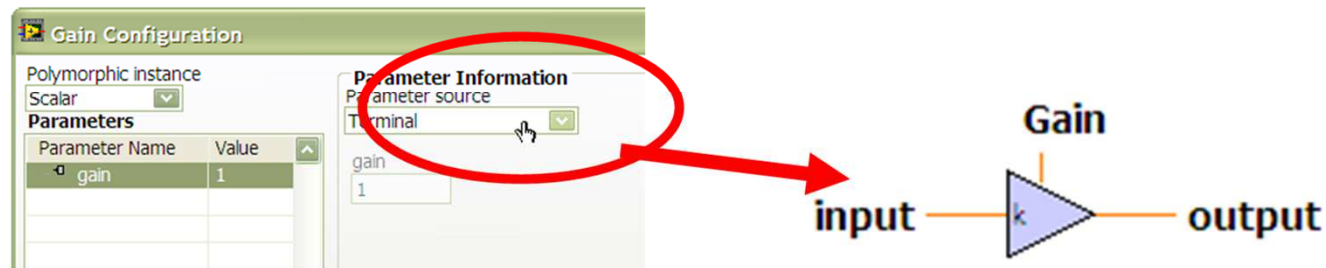 Gain Configuration
Polymorphic instance
Scalar
Parameters
Parameter Name Value
gain 1
Parameter Information
Parameter source
Terminal
gain
1
Gain
input k output